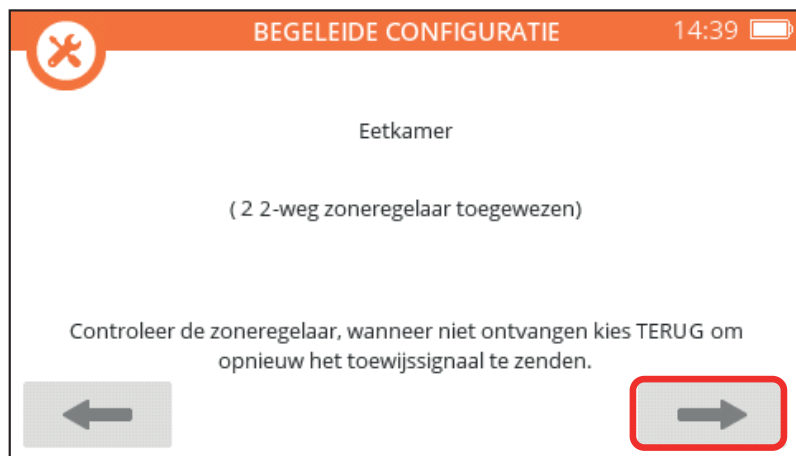 BEGELEIDE CONFIGURATIE 14:39
Eetkamer
( 2 2-weg zoneregelaar toegewezen)
Controleer de zoneregelaar, wanneer niet ontvangen kies TERUG om
opnieuw het toewijssignaal te zenden.